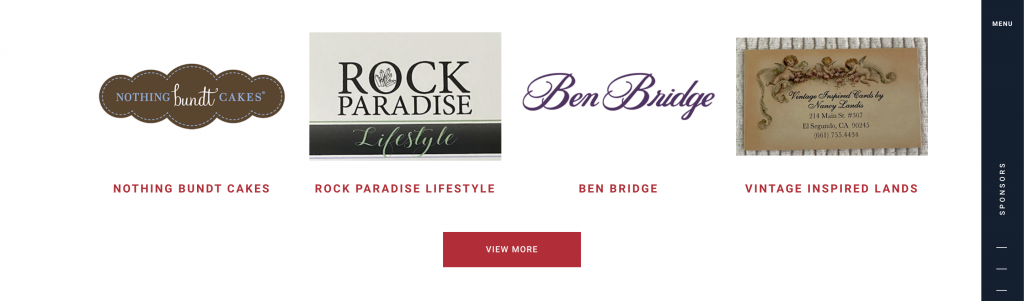 MENU
NOTHING bundt CAKES®
ROCK
PARADISE
Lifestyle
Ben Bridge
Vintage Inspired Cards by
Nancy Landis
214 Main St. #307
El Segundo, CA 90245
(661) 755.4434
NOTHING BUNDT CAKES
ROCK PARADISE LIFESTYLE
BEN BRIDGE
VINTAGE INSPIRED LANDS
VIEW MORE
SPONSORS